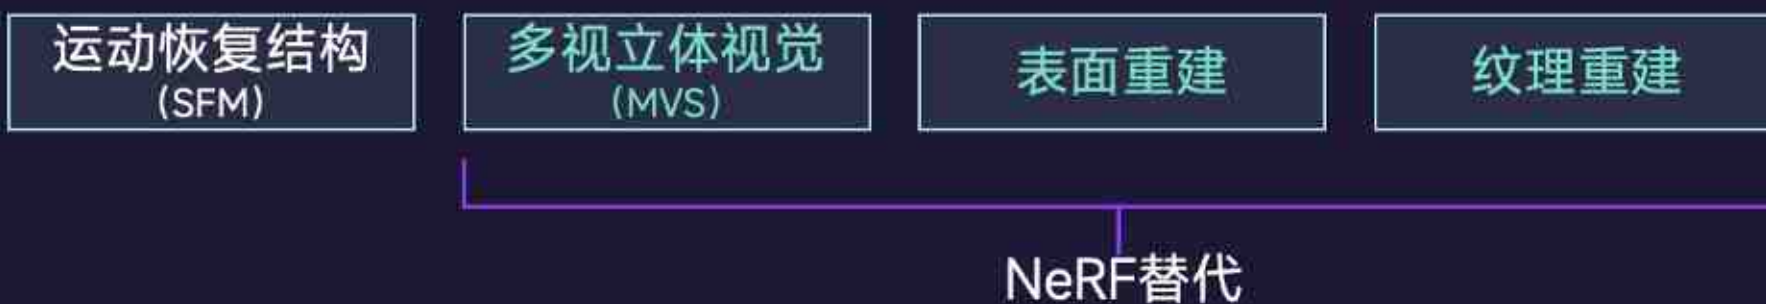 运动恢复结构
(SFM)
多视立体视觉
(MVS)
表面重建
纹理重建
NeRF替代